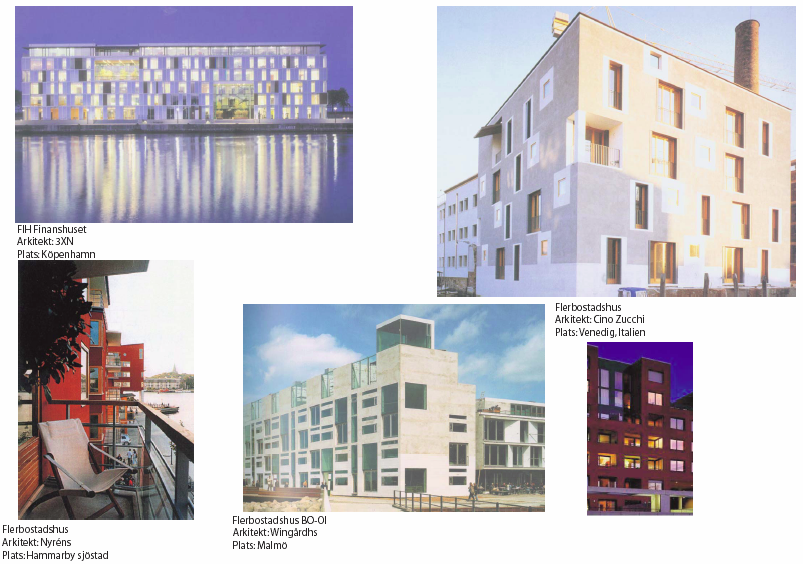 FIH Finanshuset
Arkitekt: 3XN
Plats: Köpenhamn
Flerbostadshus
Arkitekt: Cino Zucchi
Plats: Venedig, Italien
Flerbostadshus BO-OI
Arkitekt: Wingårdhs
Plats: Malmö
Flerbostadshus
Arkitekt: Nyréns
Plats: Hammarby sjöstad